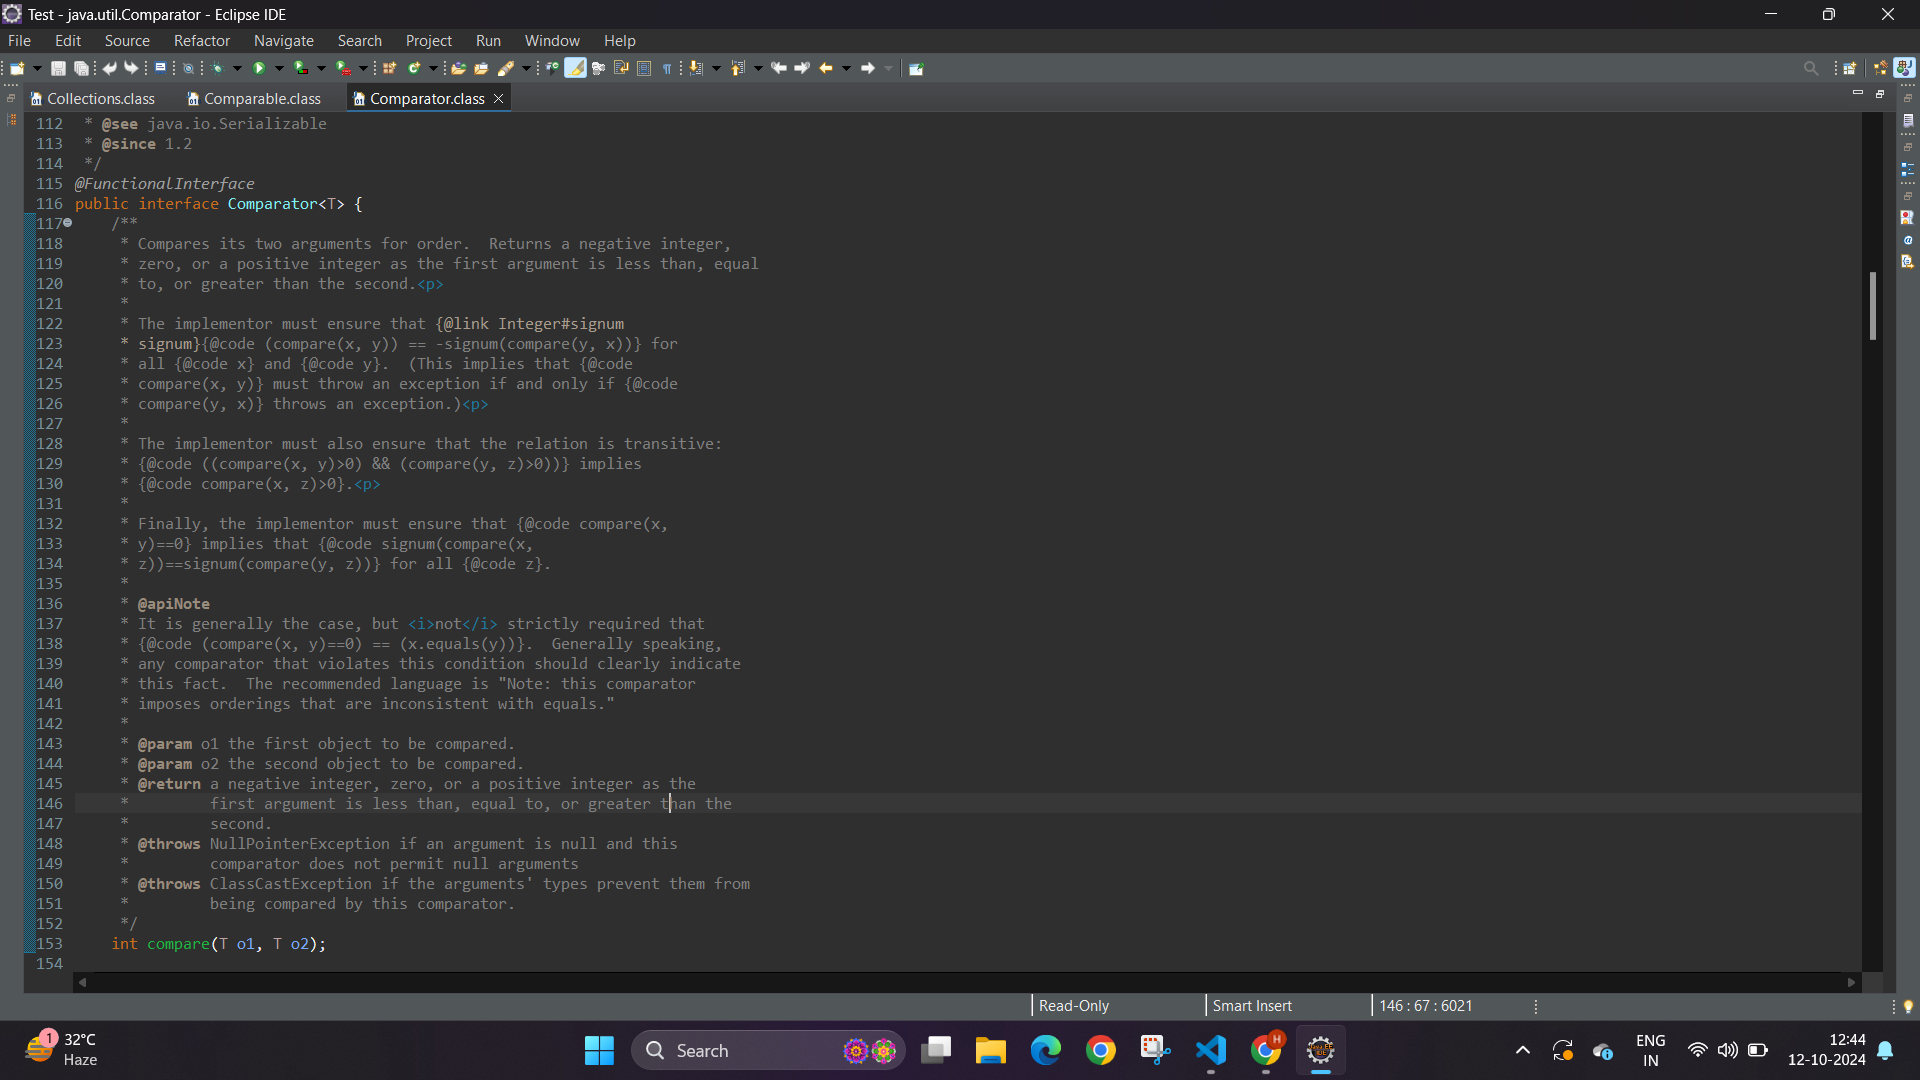 Test - java.util.Comparator - Eclipse IDE
File Edit Source Refactor Navigate Search Project Run Window Help
Collections.class Comparable.class Comparator.class
112 * @see java.io.Serializable
113 * @since 1.2
114 */
115 @FunctionalInterface
116 public interface Comparator<T> {
117 /**
118 * Compares its two arguments for order.  Returns a negative integer,
119 * zero, or a positive integer as the first argument is less than, equal
120 * to, or greater than the second.<p>
121 *
122 * The implementor must ensure that {@link Integer#signum
123 * signum}{@code (compare(x, y)) == -signum(compare(y, x))} for
124 * all {@code x} and {@code y}.  (This implies that {@code
125 * compare(x, y)} must throw an exception if and only if {@code
126 * compare(y, x)} throws an exception.)<p>
127 *
128 * The implementor must also ensure that the relation is transitive:
129 * {@code ((compare(x, y)>0) && (compare(y, z)>0))} implies
130 * {@code compare(x, z)>0}.<p>
131 *
132 * Finally, the implementor must ensure that {@code compare(x,
133 * y)==0} implies that {@code signum(compare(x,
134 * z))==signum(compare(y, z))} for all {@code z}.
135 *
136 * @apiNote
137 * It is generally the case, but <i>not</i> strictly required that
138 * {@code (compare(x, y)==0) == (x.equals(y))}.  Generally speaking,
139 * any comparator that violates this condition should clearly indicate
140 * this fact.  The recommended language is "Note: this comparator
141 * imposes orderings that are inconsistent with equals."
142 *
143 * @param o1 the first object to be compared.
144 * @param o2 the second object to be compared.
145 * @return a negative integer, zero, or a positive integer as the
146 * first argument is less than, equal to, or greater than the
147 * second.
148 * @throws NullPointerException if an argument is null and this
149 * comparator does not permit null arguments
150 * @throws ClassCastException if the arguments' types prevent them from
151 * being compared by this comparator.
152 */
153 int compare(T o1, T o2);
154
Read-Only Smart Insert 146 : 67 : 6021
1 32°C Haze
Search
ENG IN
12:44
12-10-2024